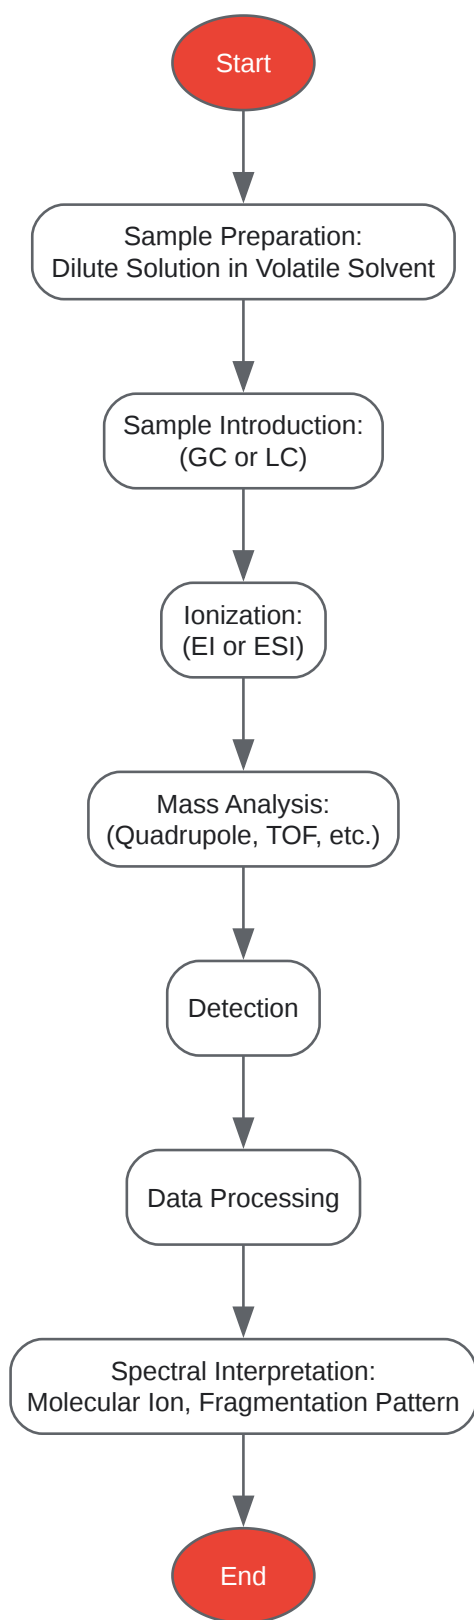 Start
Sample Preparation:
Dilute Solution in Volatile Solvent
Sample Introduction:
(GC or LC)
Ionization:
(EI or ESI)
Mass Analysis:
(Quadrupole, TOF, etc.)
Detection
Data Processing
Spectral Interpretation:
Molecular Ion, Fragmentation Pattern
End